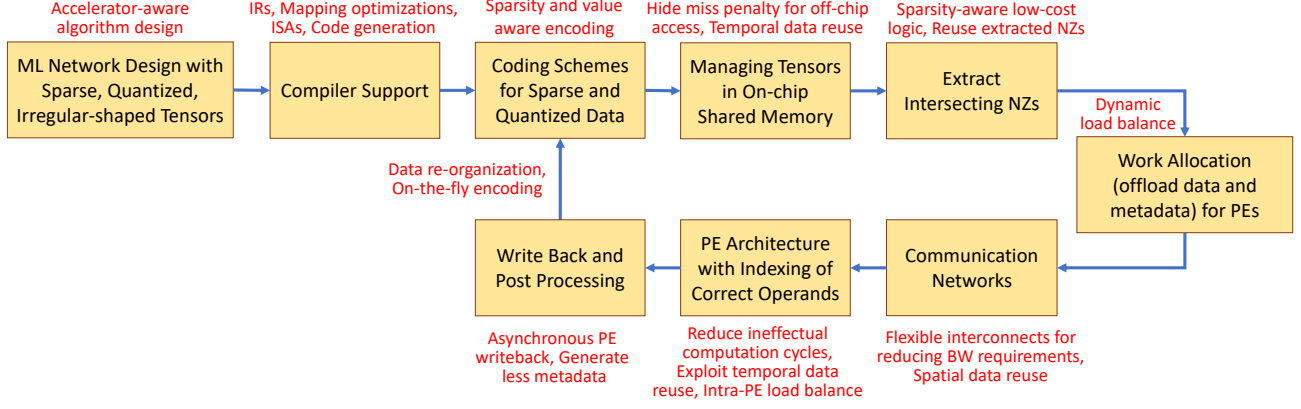 Accelerator-aware
algorithm design
ML Network Design with
Sparse, Quantized,
Irregular-shaped Tensors
IRs, Mapping optimizations,
ISAs, Code generation
Compiler Support
Sparsity and value
aware encoding
Coding Schemes
for Sparse and
Quantized Data
Hide miss penalty for off-chip
access, Temporal data reuse
Managing Tensors
in On-chip
Shared Memory
Sparsity-aware low-cost
logic, Reuse extracted NZs
Extract
Intersecting NZs
Dynamic
load balance
Work Allocation
(offload data and
metadata) for PEs
Communication
Networks
Flexible interconnects for
reducing BW requirements,
Spatial data reuse
PE Architecture
with Indexing of
Correct Operands
Reduce ineffectual
computation cycles,
Exploit temporal data
reuse, Intra-PE load balance
Write Back and
Post Processing
Asynchronous PE
writeback, Generate
less metadata
Data re-organization,
On-the-fly encoding